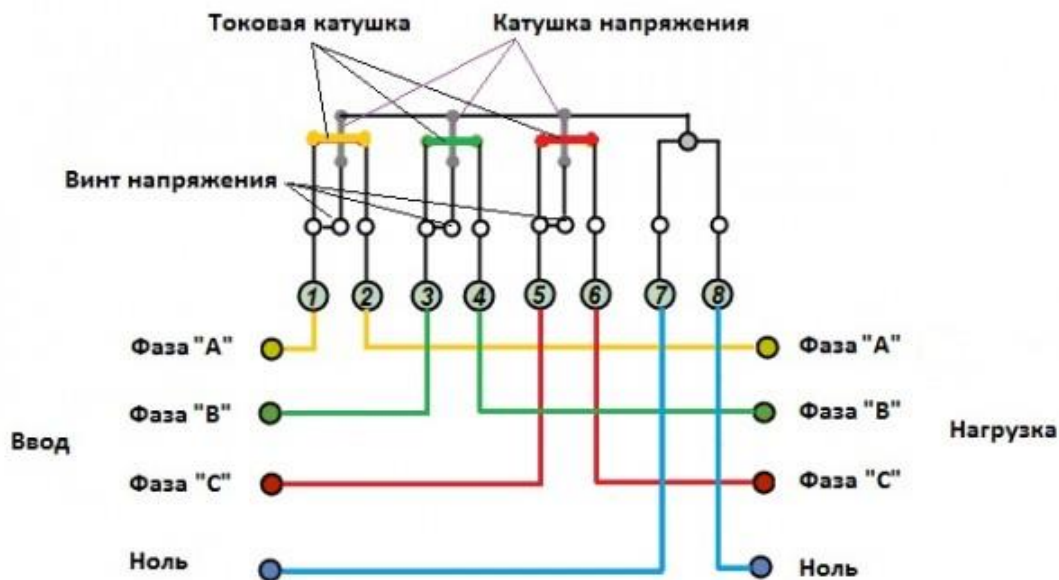 Токовая катушка
Катушка напряжения
Винт напряжения
1 2 3 4 5 6 7 8
Фаза "А"
Фаза "А"
Фаза "В"
Фаза "В"
Ввод
Нагрузка
Фаза "С"
Фаза "С"
Ноль
Ноль